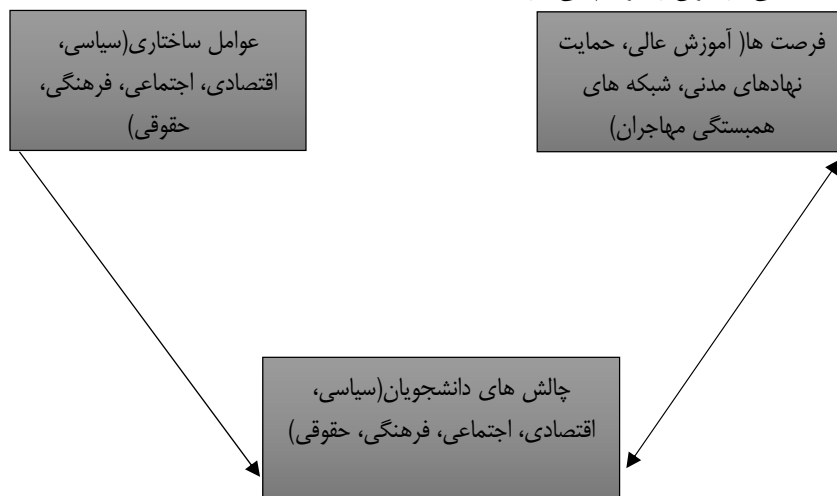 فرصت ها( آموزش عالی، حمایت
نهادهای مدنی، شبکه های
همبستگی مهاجران)
عوامل ساختاری(سیاسی،
اقتصادی، اجتماعی، فرهنگی،
حقوقی)
چالش های دانشجویان(سیاسی،
اقتصادی، اجتماعی، فرهنگی، حقوقی)